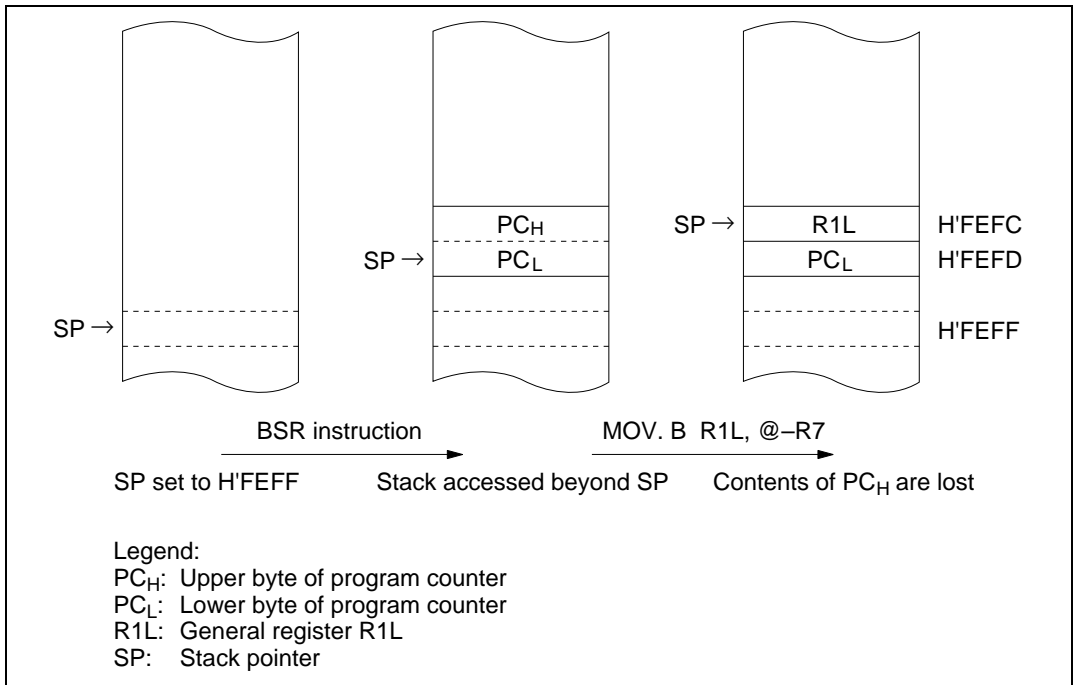 PCH
SP → R1L H'FEFC
SP → PCL PCL H'FEFD
SP → H'FEFF
BSR instruction MOV. B R1L, @–R7
SP set to H'FEFF Stack accessed beyond SP Contents of PCH are lost
Legend:
PCH: Upper byte of program counter
PCL: Lower byte of program counter
R1L: General register R1L
SP: Stack pointer